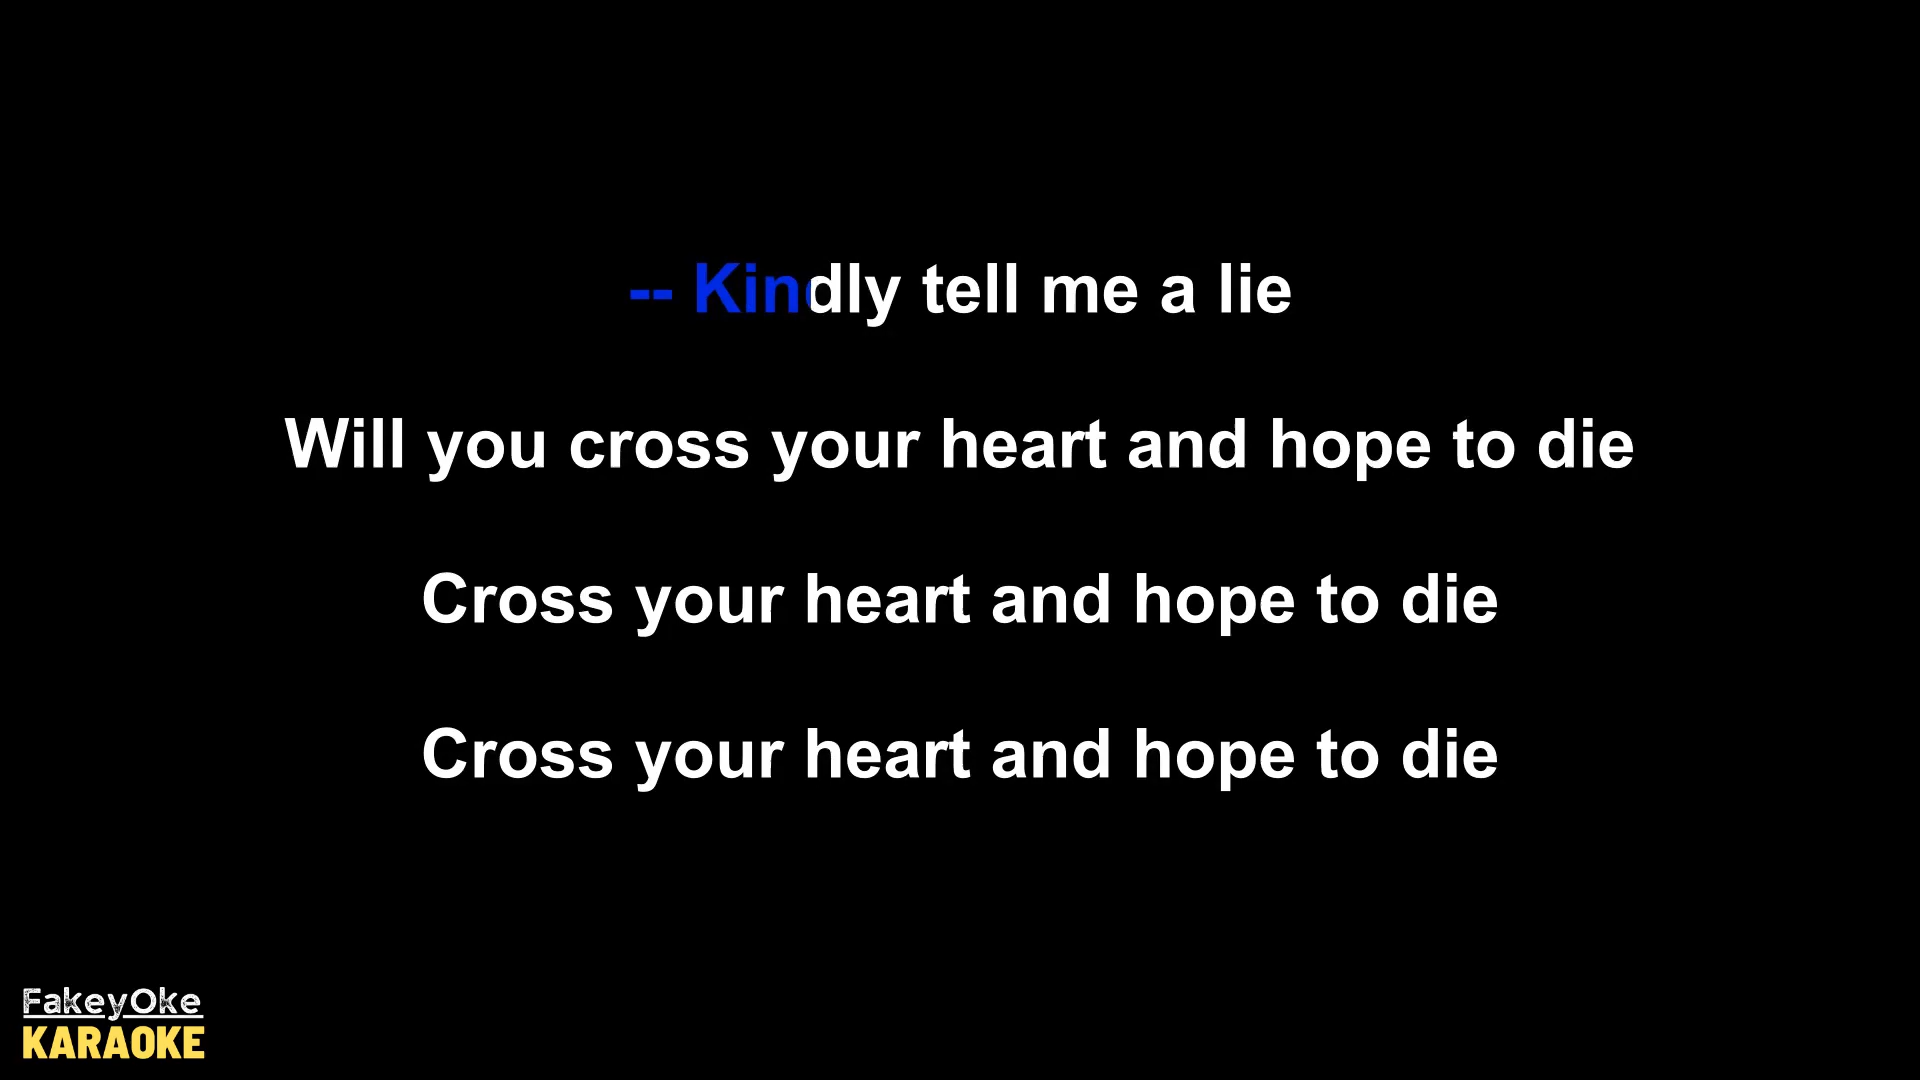 -- Kindly tell me a lie
Will you cross your heart and hope to die
Cross your heart and hope to die
Cross your heart and hope to die
FakeyOke
KARAOKE